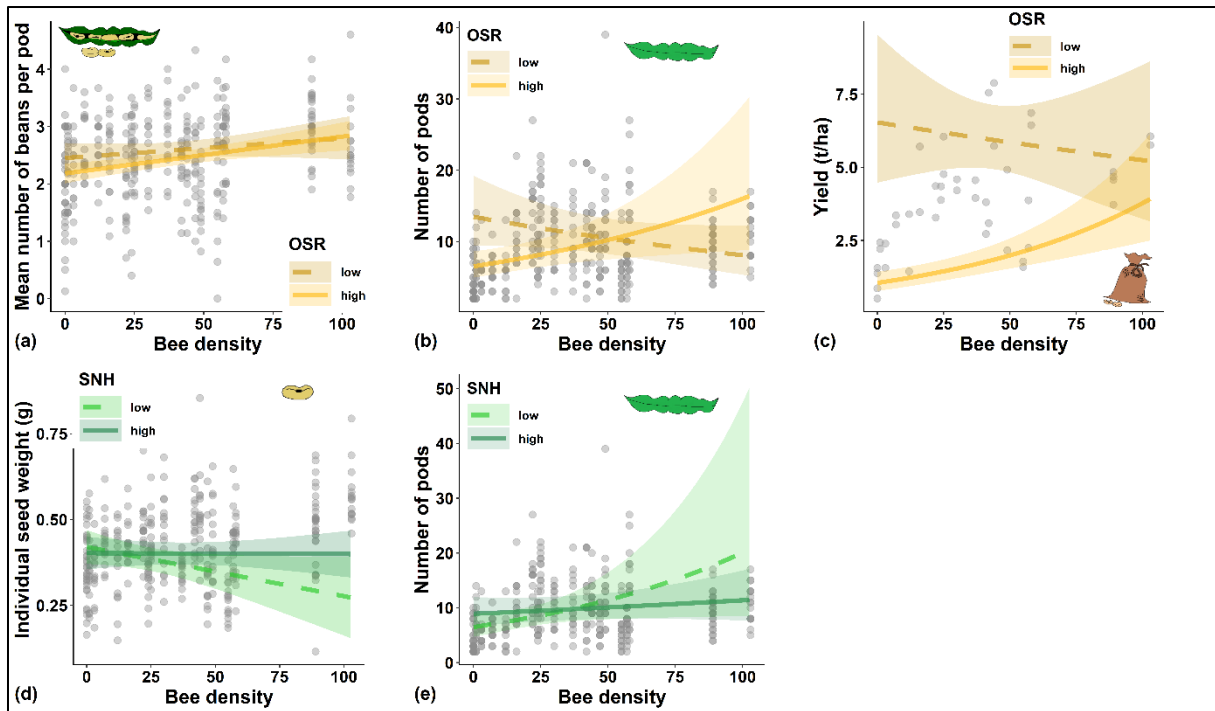 Mean number of beans per pod
4
3
2
1
0
OSR
low
high
0
25
50
75
100
(a)
Bee density
Number of pods
40
30
20
10
0
OSR
low
high
0
25
50
75
100
(b)
Bee density
Yield (t/ha)
7.5
5.0
2.5
OSR
low
high
0
25
50
75
100
(c)
Bee density
Individual seed weight (g)
0.75
0.50
0.25
SNH
low
high
0
25
50
75
100
(d)
Bee density
Number of pods
50
40
30
20
10
0
SNH
low
high
0
25
50
75
100
(e)
Bee density